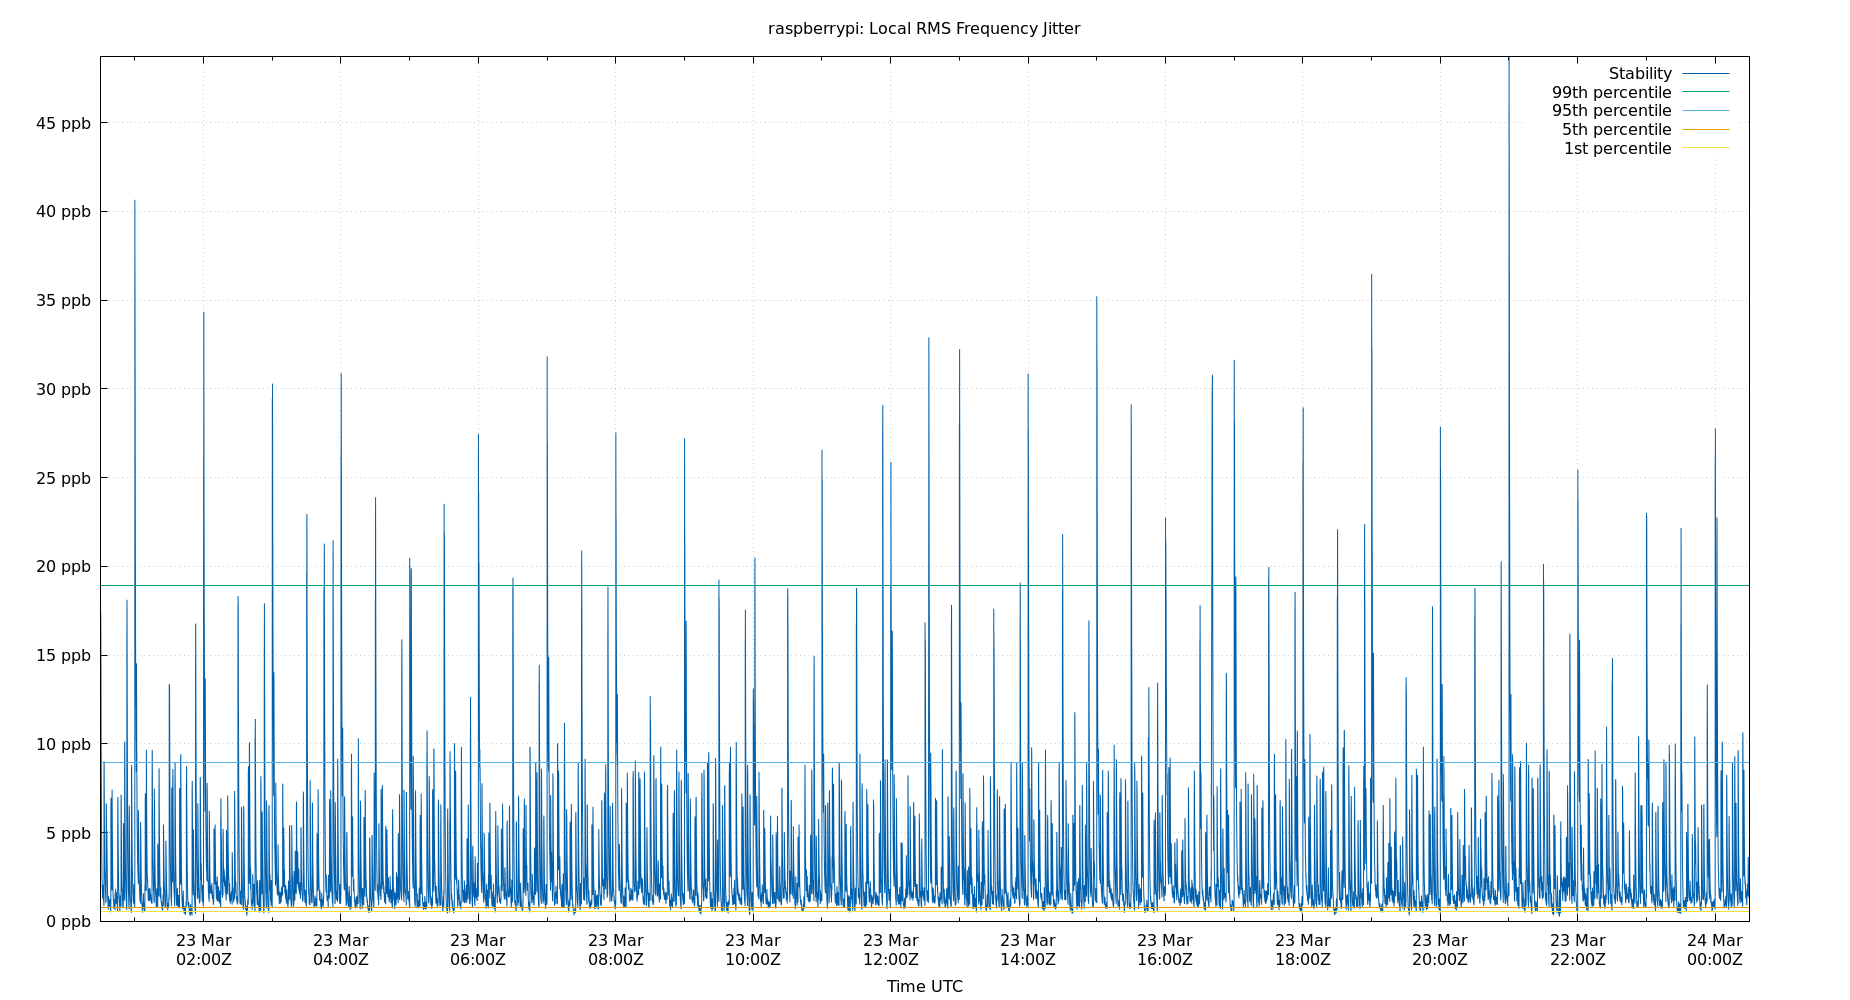 raspberrypi: Local RMS Frequency Jitter
Stability
99th percentile
95th percentile
5th percentile
1st percentile
45 ppb
40 ppb
35 ppb
30 ppb
25 ppb
20 ppb
15 ppb
10 ppb
5 ppb
0 ppb
23 Mar 23 Mar 23 Mar 23 Mar 23 Mar 23 Mar 23 Mar 23 Mar 23 Mar 23 Mar 23 Mar 24 Mar
02:00Z 04:00Z 06:00Z 08:00Z 10:00Z 12:00Z 14:00Z 16:00Z 18:00Z 20:00Z 22:00Z 00:00Z
Time UTC